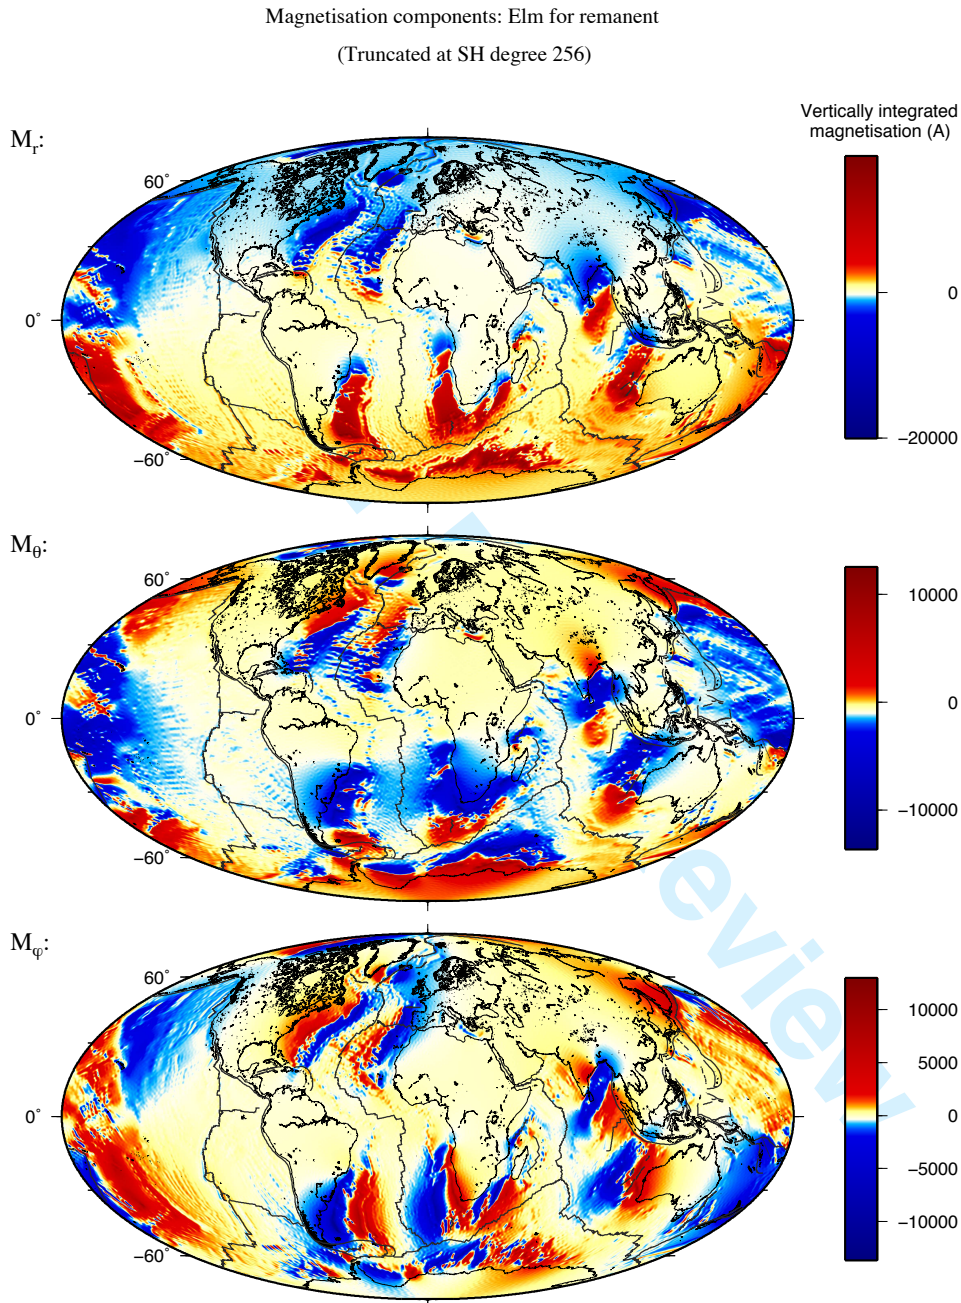 Magnetisation components: Elm for remanent
(Truncated at SH degree 256)
Vertically integrated
magnetisation (A)
Mr:
60°
0°
−60°
0
−20000
Mθ:
60°
0°
−60°
10000
0
−10000
Mφ:
60°
0°
−60°
10000
5000
0
−5000
−10000